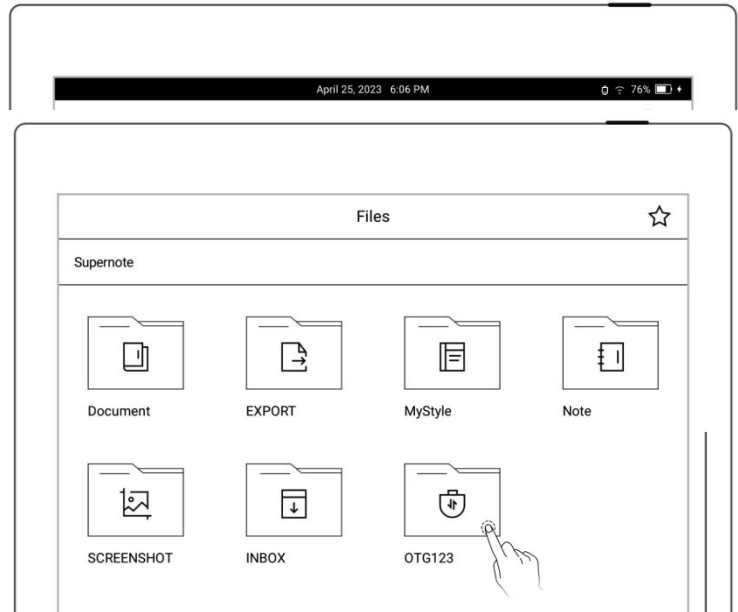 April 25, 2023 6:06 PM 76%
Files
Supernote
Document EXPORT MyStyle Note
SCREENSHOT INBOX OTG123